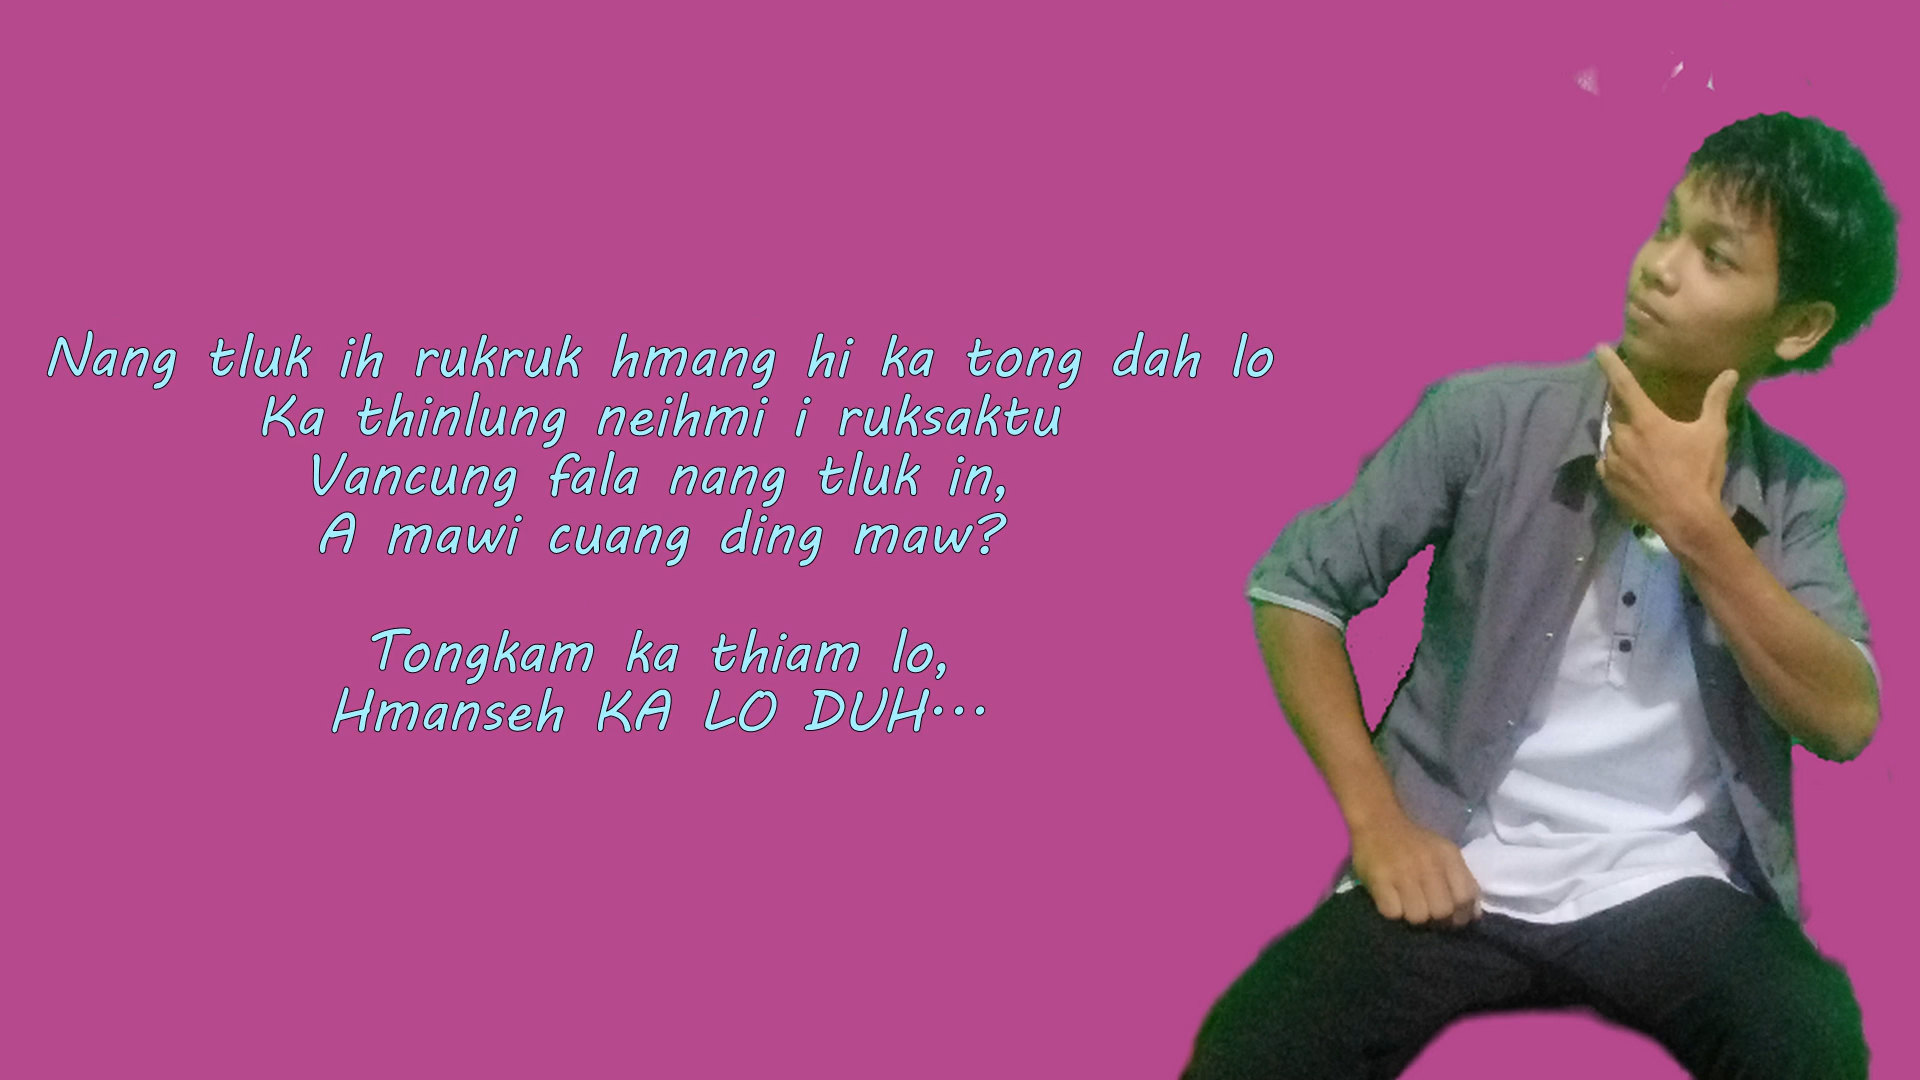 Nang tluk ih rukruk hmang hi ka tong dah lo
Ka thinlung neihmi i ruksaktu
Vancung fala nang tluk in,
A mawi cuang ding maw?
Tongkam ka thiam lo,
Hmanseh KA LO DUH...